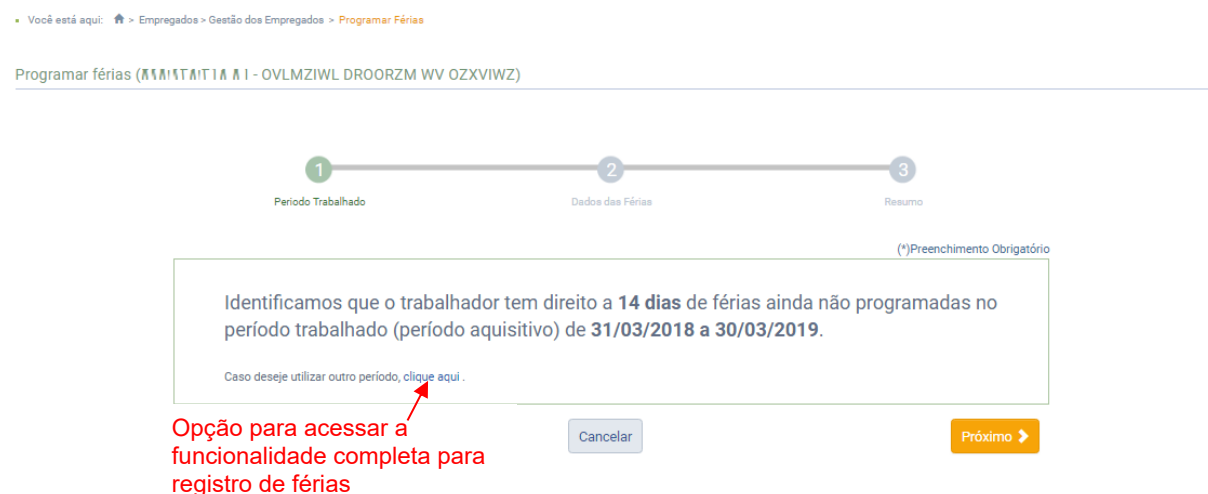 Você está aqui: > Empregados > Gestão dos Empregados > Programar Férias
Programar férias ( - OVLMZIWL DROORZM WV OZXVIWZ)
1 2 3
Periodo Trabalhado Dados das Férias Resumo
(*)Preenchimento Obrigatório
Identificamos que o trabalhador tem direito a 14 dias de férias ainda não programadas no
período trabalhado (período aquisitivo) de 31/03/2018 a 30/03/2019.
Caso deseje utilizar outro período, clique aqui .
Opção para acessar a
funcionalidade completa para
registro de férias
Cancelar Próximo